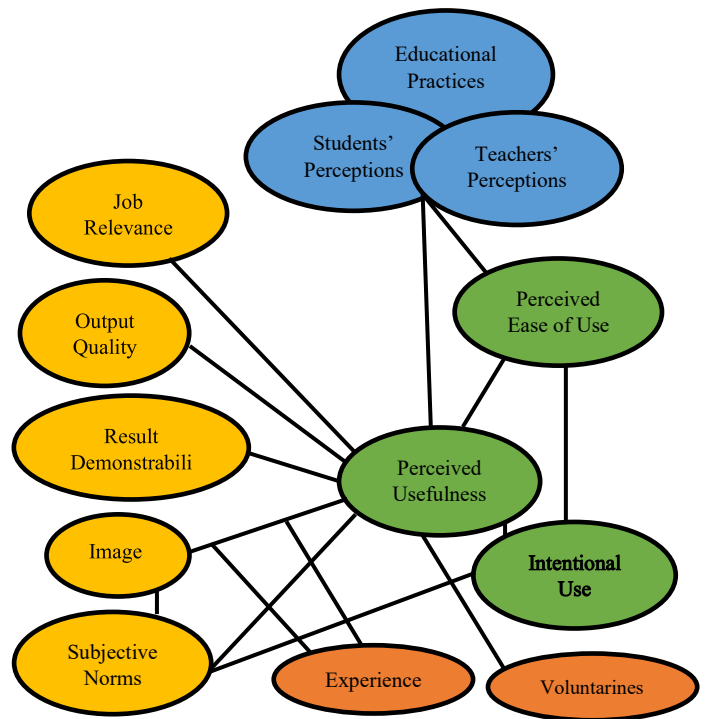 Educational
Practices
Students’
Perceptions
Teachers’
Perceptions
Job
Relevance
Perceived
Ease of Use
Output
Quality
Result
Demonstrabili
Perceived
Usefulness
Image
Intentional
Use
Subjective
Norms
Experience
Voluntarines